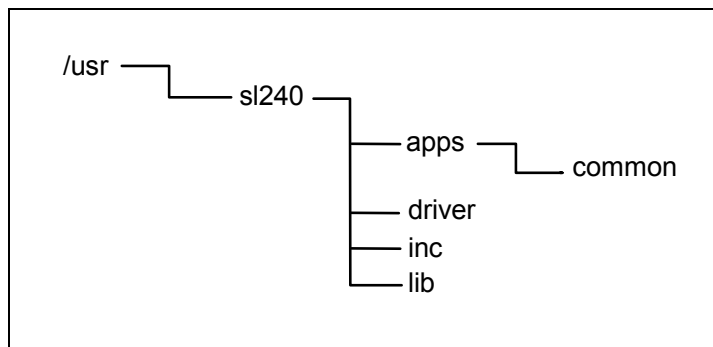 /usr
sl240
apps
common
driver
inc
lib